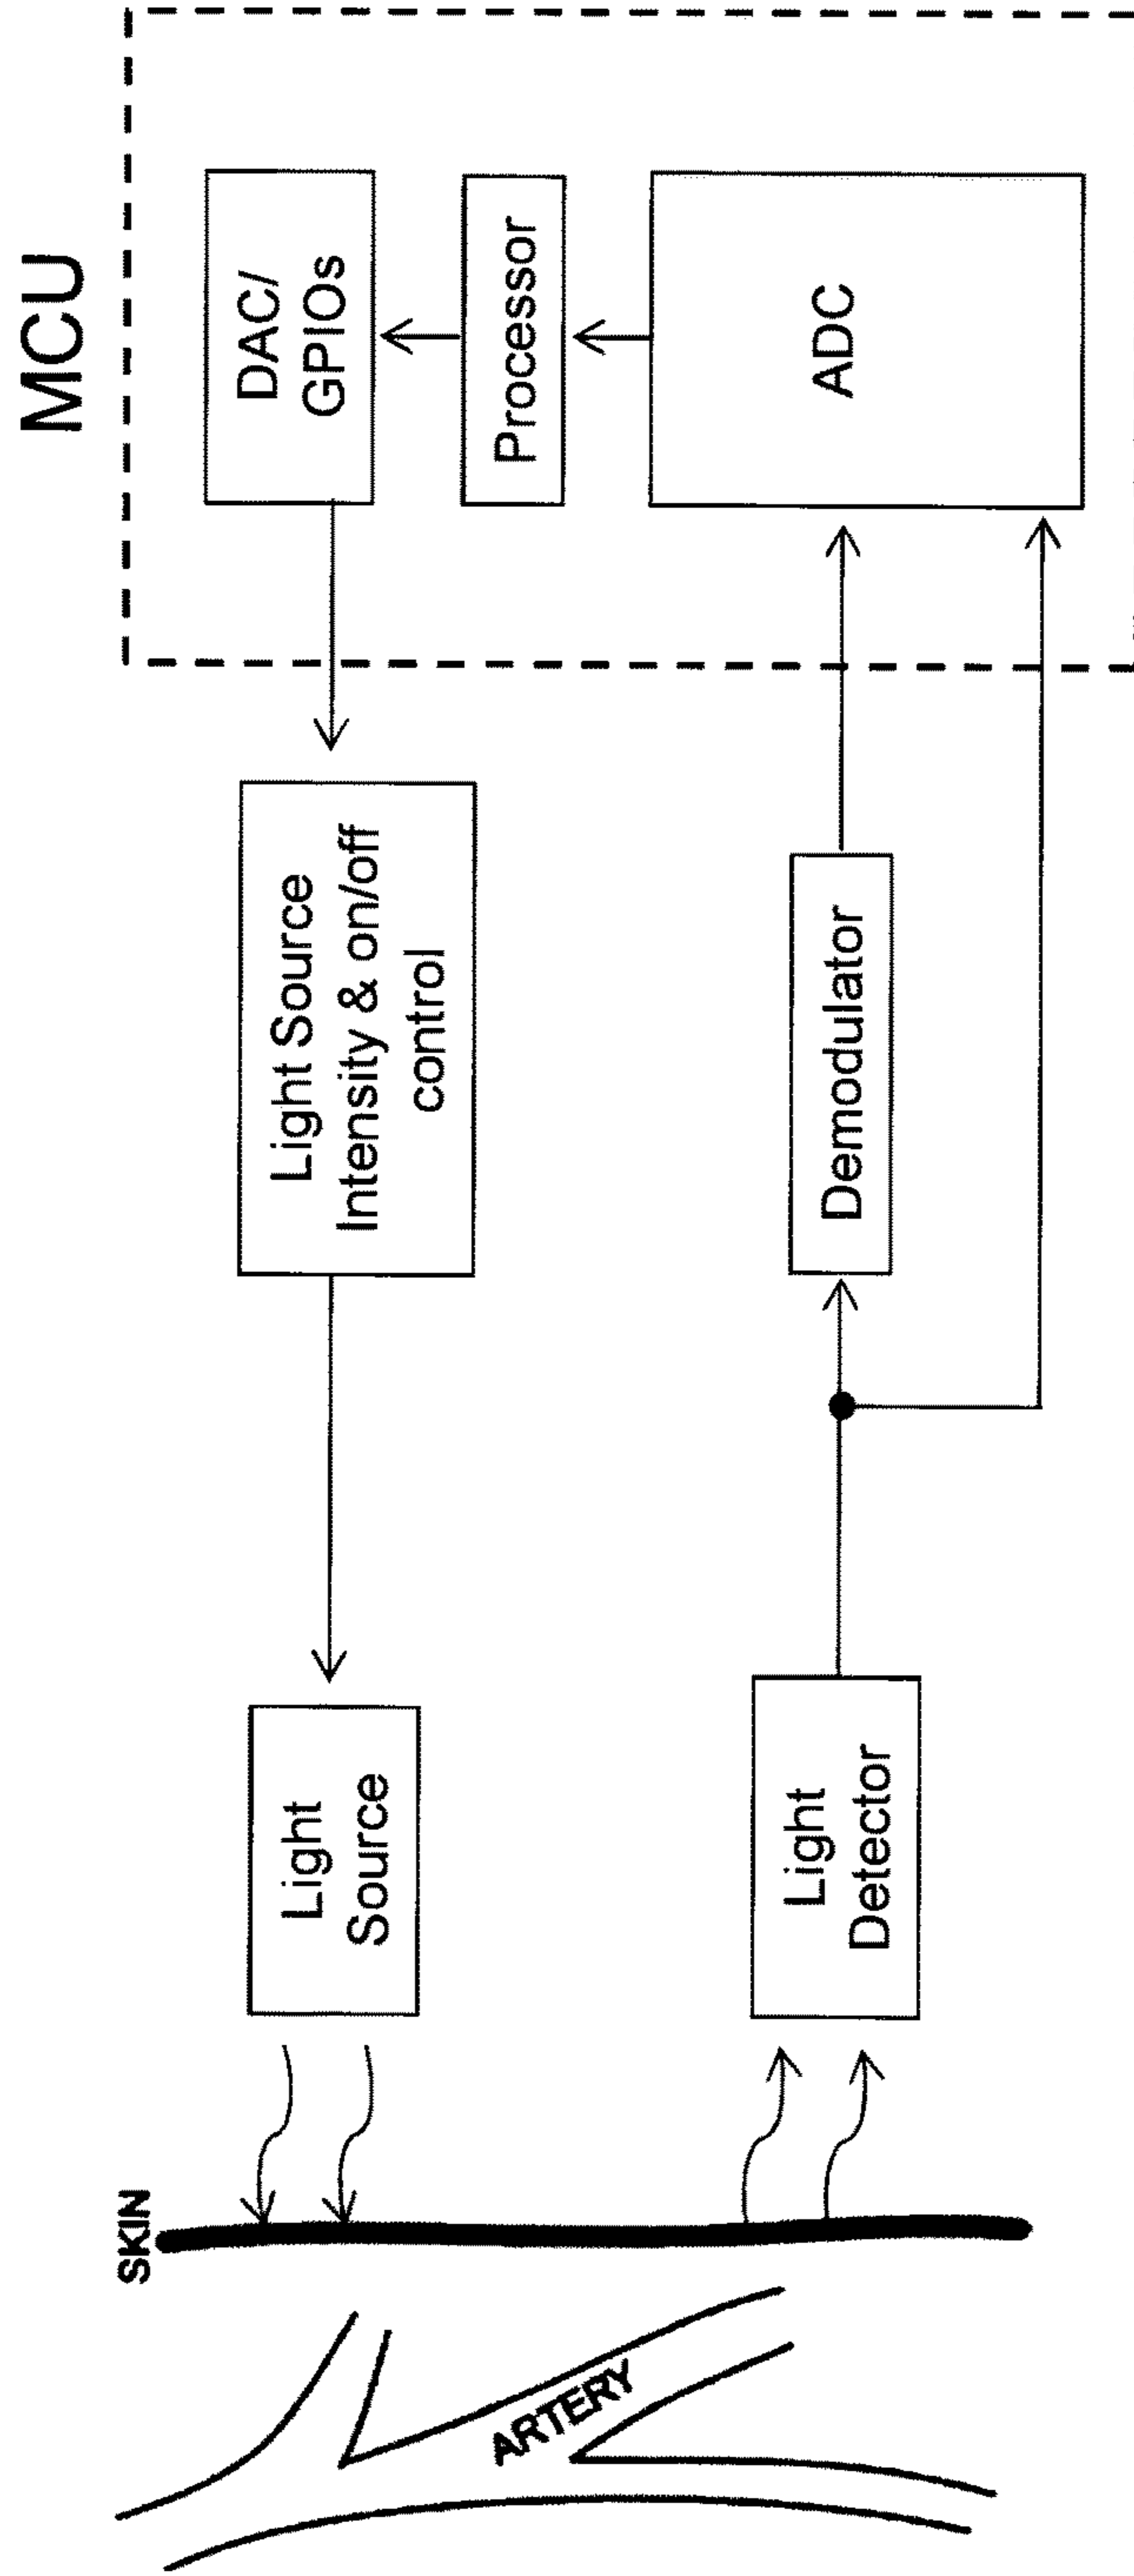 MCU
SKIN
ARTERY
Light
Source
Light Source
Intensity & on/off
control
DAC/
GPIOs
Processor
ADC
Light
Detector
Demodulator